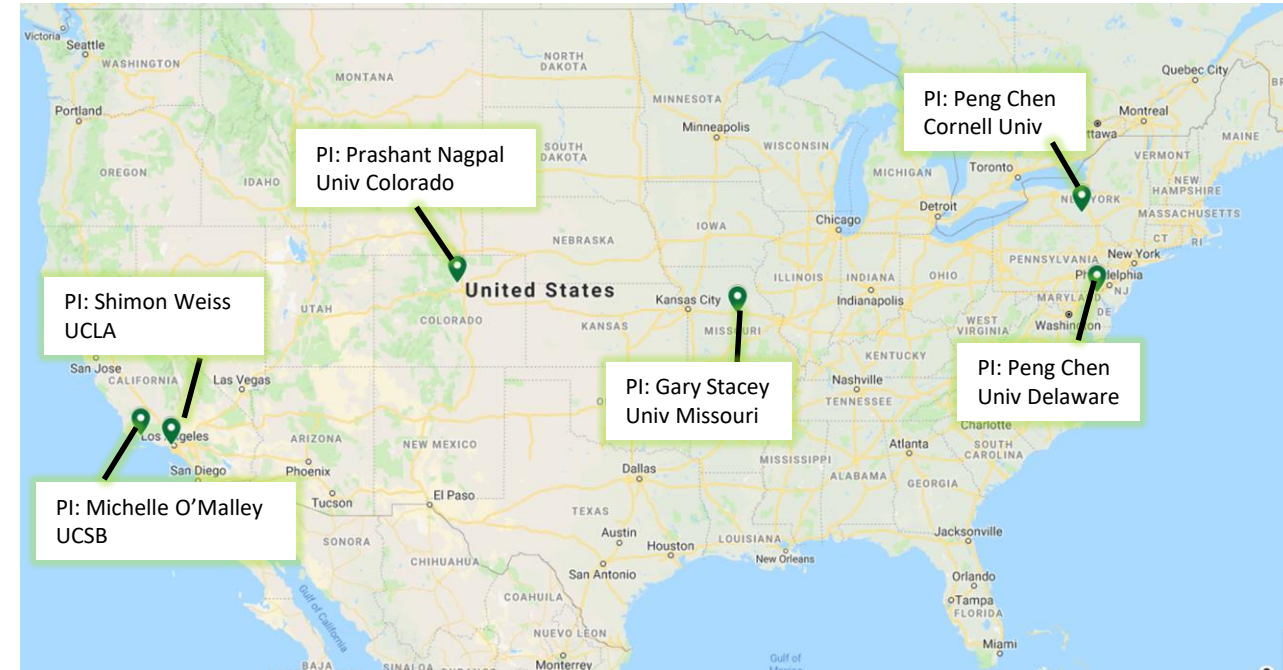 Victoria
Seattle
WASHINGTON
NORTH
DAKOTA
MONTANA
Quebec City
PI: Peng Chen
Cornell Univ
MINNESOTA
Portland
Montreal
Minneapolis
ttawa
MAINE
PI: Prashant Nagpal
Univ Colorado
SOUTH
DAKOTA
WISCONSIN
VERMONT
OREGON
IDAHO
MICHIGAN
Toronto
NEW
HAMPSHIRE
NEW YORK
Detroit
MASSACHUSETTS
Chicago
IOWA
CT
RI
NEBRASKA
New York
PENNSYLVANIA
Philadelphia
United States
ILLINOIS
INDIANA
OHIO
NJ
PI: Shimon Weiss
UCLA
Kansas City
Indianapolis
MARYLAND
UTAH
COLORADO
DE
KANSAS
MISSOURI
WEST
VIRGINIA
Washington
KENTUCKY
San Jose
CALIFORNIA
Las Vegas
PI: Gary Stacey
Univ Missouri
Nashville
TENNESSEE
PI: Peng Chen
Univ Delaware
O
Charlotte
Los Angeles
ARIZONA
NEW MEXICO
Atlanta
SOUTH
CAROLINA
San Diego
Phoenix
Dallas
MISSISSIPPI
ALABAMA
GEORGIA
PI: Michelle O’Malley
UCSB
Tucson
El Paso
TEXAS
Jacksonville
SONORA
Austin
Houston
LOUISIANA
CHIHUAHUA
San Antonio
New Orleans
Orlando
Gulf of
California
COAHUILA
Tampa
FLORIDA
NUEVO LEON
Miami
Monterrey
Gulf of
BAJA
SINALOA